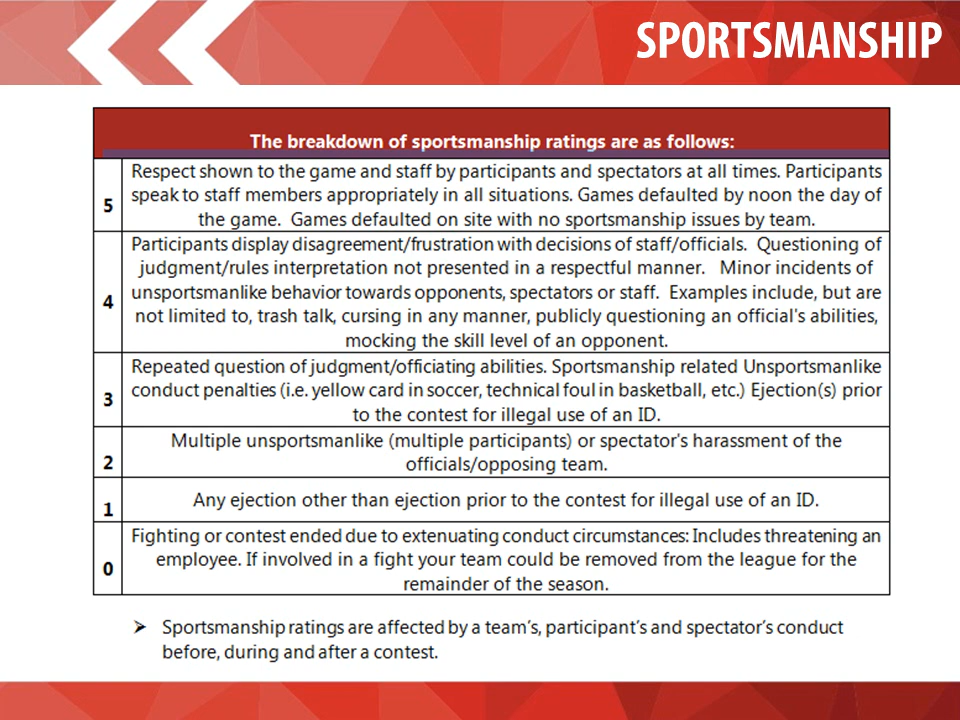 SPORTSMANSHIP
The breakdown of sportsmanship ratings are as follows:
5
Respect shown to the game and staff by participants and spectators at all times. Participants
speak to staff members appropriately in all situations. Games defaulted by noon the day of
the game. Games defaulted on site with no sportsmanship issues by team.
4
Participants display disagreement/frustration with decisions of staff/officials. Questioning of
judgment/rules interpretation not presented in a respectful manner. Minor incidents of
unsportsmanlike behavior towards opponents, spectators or staff. Examples include, but are
not limited to, trash talk, cursing in any manner, publicly questioning an official's abilities,
mocking the skill level of an opponent.
3
Repeated question of judgment/officiating abilities. Sportsmanship related Unsportsmanlike
conduct penalties (i.e. yellow card in soccer, technical foul in basketball, etc.) Ejection(s) prior
to the contest for illegal use of an ID.
2
Multiple unsportsmanlike (multiple participants) or spectator's harassment of the
officials/opposing team.
1
Any ejection other than ejection prior to the contest for illegal use of an ID.
0
Fighting or contest ended due to extenuating conduct circumstances: Includes threatening an
employee. If involved in a fight your team could be removed from the league for the
remainder of the season.
➢ Sportsmanship ratings are affected by a team's, participant's and spectator's conduct
before, during and after a contest.